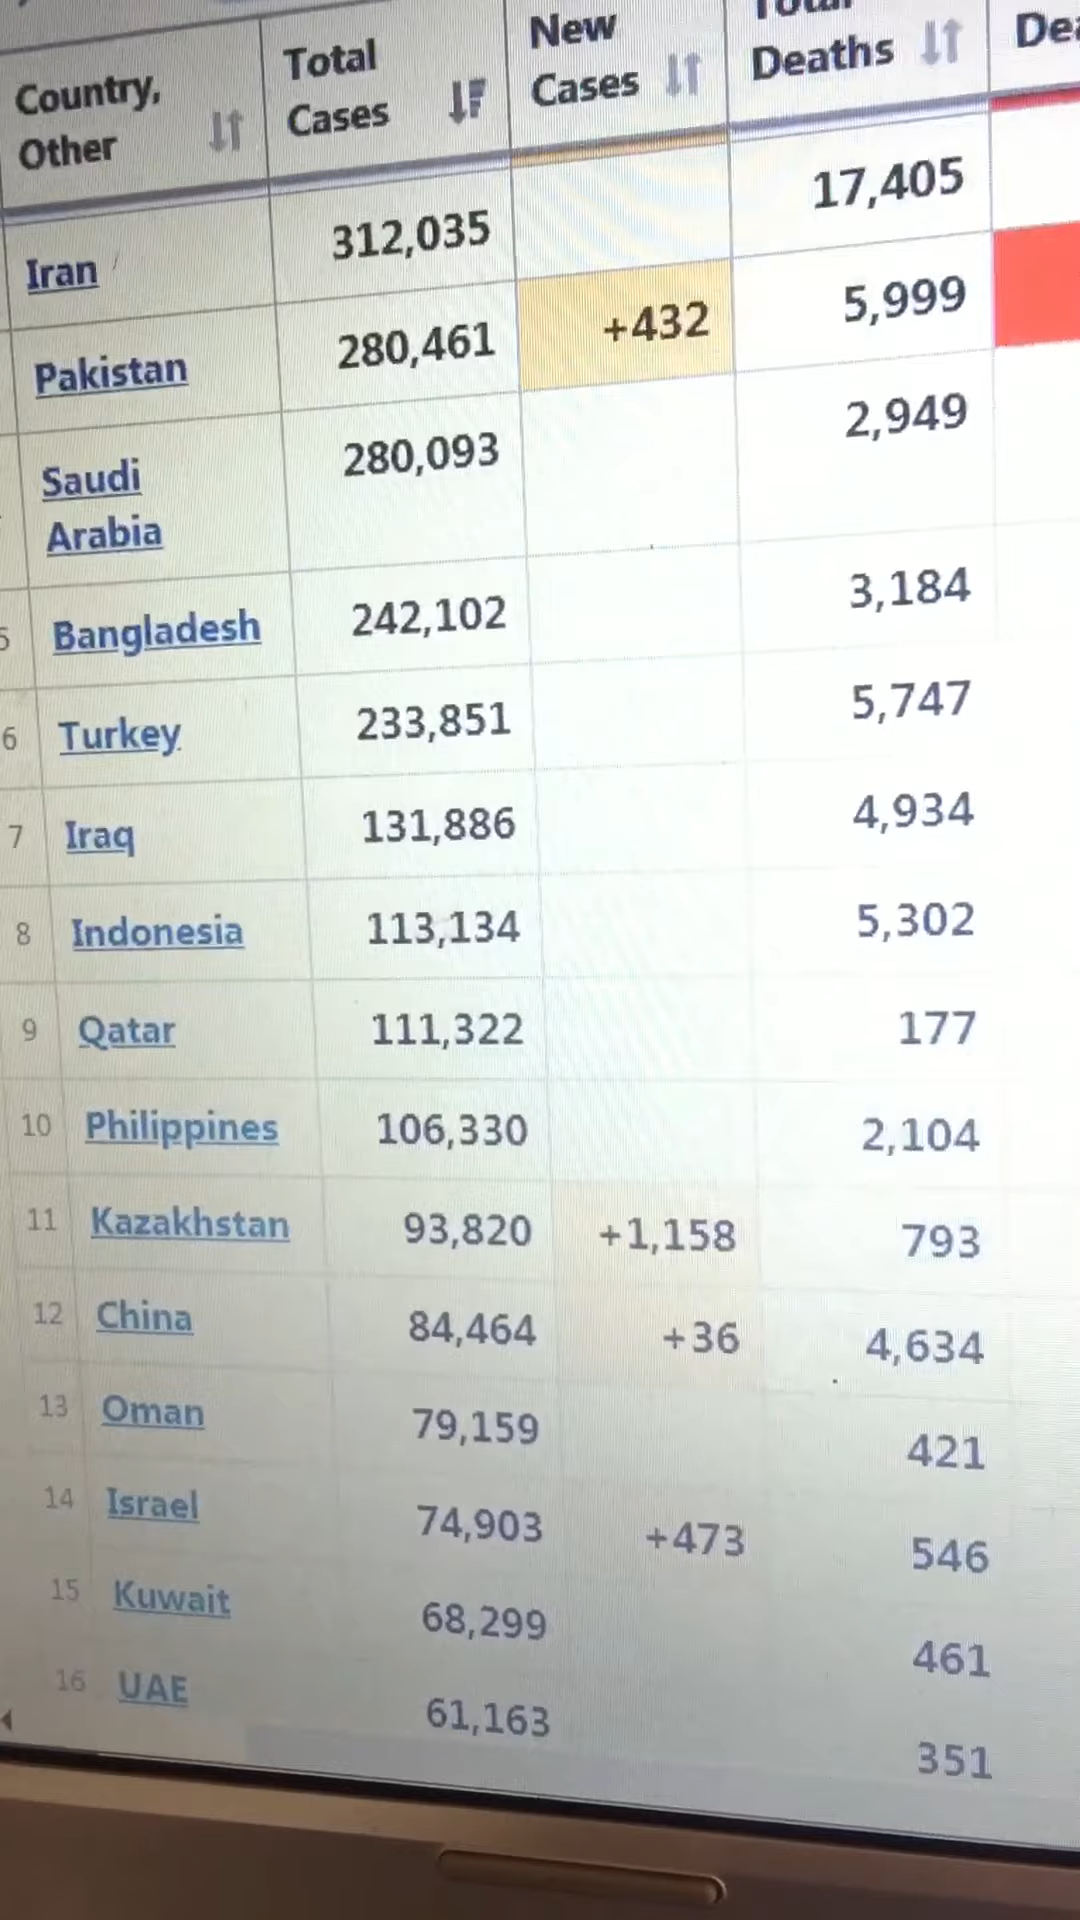 Country, Other Total Cases New Cases Total Deaths
Iran 312,035 17,405
Pakistan 280,461 +432 5,999
Saudi Arabia 280,093 2,949
5 Bangladesh 242,102 3,184
6 Turkey 233,851 5,747
7 Iraq 131,886 4,934
8 Indonesia 113,134 5,302
9 Qatar 111,322 177
10 Philippines 106,330 2,104
11 Kazakhstan 93,820 +1,158 793
12 China 84,464 +36 4,634
13 Oman 79,159 421
14 Israel 74,903 +473 546
15 Kuwait 68,299 461
16 UAE 61,163 351